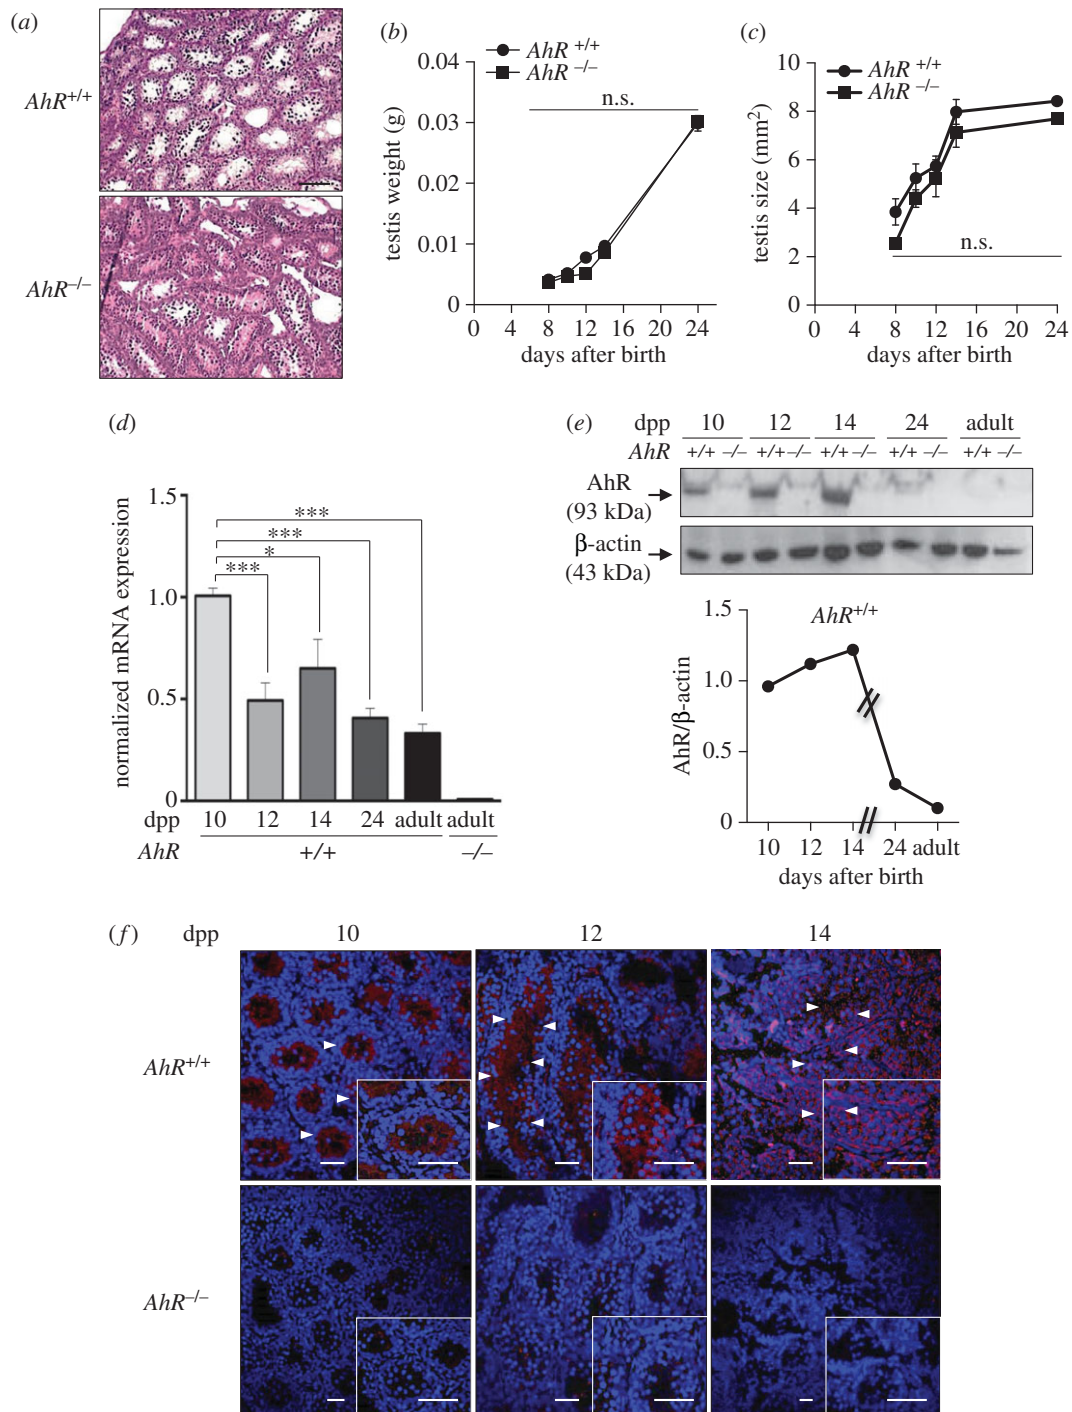 (a)
AhR+/+
AhR–/–
(b)
AhR +/+
AhR –/–
n.s.
testis weight (g)
0.04
0.03
0.02
0.01
0
0 4 8 12 16 20 24
days after birth
(c)
AhR +/+
AhR –/–
n.s.
testis size (mm2)
10
8
6
4
2
0
0 4 8 12 16 20 24
days after birth
(d)
normalized mRNA expression
1.5
1.0
0.5
0
***
***
*
***
dpp 10 12 14 24 adult adult
AhR +/+ –/–
(e)
dpp 10 12 14 24 adult
AhR +/+ –/– +/+ –/– +/+ –/– +/+ –/– +/+ –/–
AhR
(93 kDa)
β-actin
(43 kDa)
AhR+/+
AhR/β-actin
1.5
1.0
0.5
0
10 12 14 24 adult
days after birth
(f) dpp 10 12 14
AhR+/+
AhR–/–